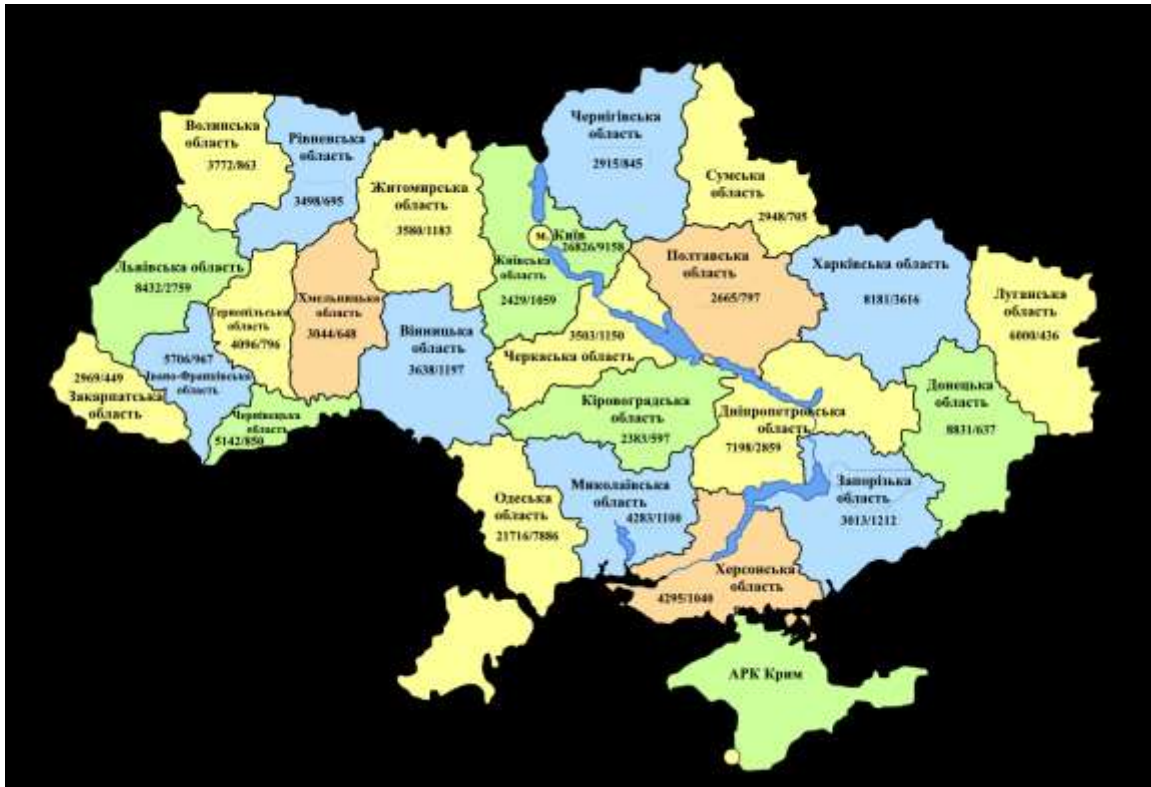 Волинська
область
3772/863
Рівненська
область
3498/695
Житомирська
область
3580/1183
Чернігівська
область
2915/845
Сумська
область
2948/705
м. Київ
26826/9158
Київська
область
2429/1059
Львівська область
8432/2759
Тернопільська
область
4096/796
Хмельницька
область
3044/648
Вінницька
область
3638/1197
3503/1150
Черкаська область
Полтавська
область
2665/797
Харківська область
8181/3616
Луганська
область
6000/436
2969/449
Закарпатська
область
5706/967
Івано-Франківська
область
Чернівецька
область
5142/850
Кіровоградська
область
2383/597
Дніпропетровська
область
7198/2859
Донецька
область
8831/637
Одеська
область
21716/7886
Миколаївська
область
4283/1100
Запорізька
область
3013/1212
Херсонська
область
4295/1040
АРК Крим